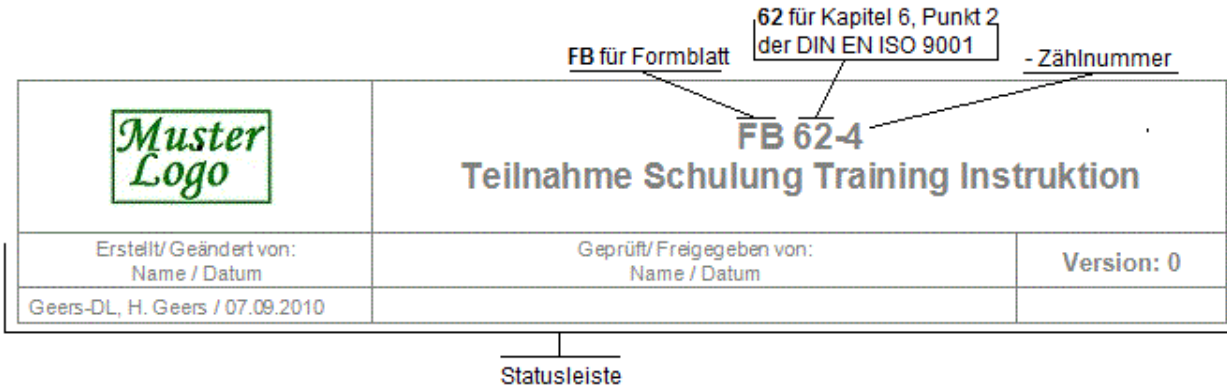 62 für Kapitel 6, Punkt 2
der DIN EN ISO 9001
FB für Formblatt
- Zählnummer
Muster
Logo
FB 62-4
Teilnahme Schulung Training Instruktion
Erstellt/ Geändert von:
Name / Datum
Geprüft/ Freigegeben von:
Name / Datum
Version: 0
Geers-DL, H. Geers / 07.09.2010
Statusleiste